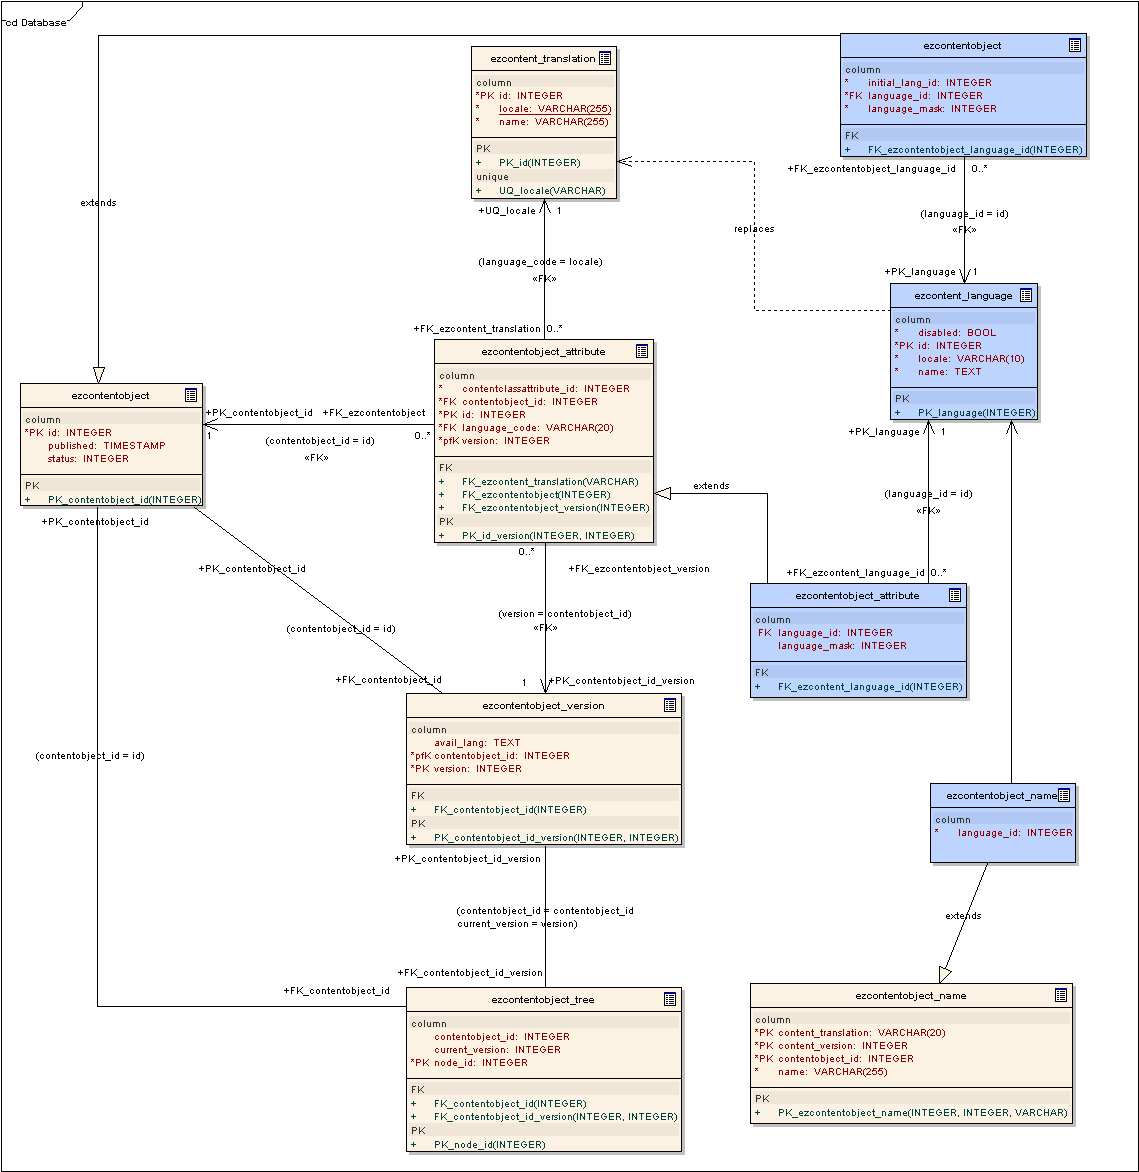 cd Database
ezcontent_translation
column
*PK id: INTEGER
* locale: VARCHAR(255)
* name: VARCHAR(255)
PK
+ PK_id(INTEGER)
unique
+ UQ_locale(VARCHAR)
ezcontentobject
column
* initial_lang_id: INTEGER
*FK language_id: INTEGER
* language_mask: INTEGER
FK
+ FK_ezcontentobject_language_id(INTEGER)
+FK_ezcontentobject_language_id 0..*
extends
+UQ_locale 1
(language_id = id)
«FK»
replaces
(language_code = locale)
«FK»
+PK_language 1
+FK_ezcontent_translation 0..*
ezcontent_language
column
* disabled: BOOL
*PK id: INTEGER
* locale: VARCHAR(10)
* name: TEXT
PK
+ PK_language(INTEGER)
ezcontentobject_attribute
column
* contentclassattribute_id: INTEGER
*FK contentobject_id: INTEGER
*PK id: INTEGER
*FK language_code: VARCHAR(20)
*pfK version: INTEGER
FK
+ FK_ezcontent_translation(VARCHAR)
+ FK_ezcontentobject(INTEGER)
+ FK_ezcontentobject_version(INTEGER)
PK
+ PK_id_version(INTEGER, INTEGER)
ezcontentobject
column
*PK id: INTEGER
published: TIMESTAMP
status: INTEGER
PK
+ PK_contentobject_id(INTEGER)
+PK_contentobject_id +FK_ezcontentobject
1 0..*
(contentobject_id = id)
«FK»
+PK_language 1
extends
(language_id = id)
«FK»
+PK_contentobject_id
0..*
+PK_contentobject_id
+FK_ezcontentobject_version
+FK_ezcontent_language_id 0..*
ezcontentobject_attribute
column
FK language_id: INTEGER
language_mask: INTEGER
FK
+ FK_ezcontent_language_id(INTEGER)
(version = contentobject_id)
«FK»
(contentobject_id = id)
+FK_contentobject_id
1 +PK_contentobject_id_version
ezcontentobject_version
column
avail_lang: TEXT
*pfK contentobject_id: INTEGER
*PK version: INTEGER
FK
+ FK_contentobject_id(INTEGER)
PK
+ PK_contentobject_id_version(INTEGER, INTEGER)
(contentobject_id = id)
ezcontentobject_name
column
* language_id: INTEGER
+PK_contentobject_id_version
(contentobject_id = contentobject_id
current_version = version)
extends
+FK_contentobject_id_version
+FK_contentobject_id
ezcontentobject_tree
column
contentobject_id: INTEGER
current_version: INTEGER
*PK node_id: INTEGER
FK
+ FK_contentobject_id(INTEGER)
+ FK_contentobject_id_version(INTEGER, INTEGER)
PK
+ PK_node_id(INTEGER)
ezcontentobject_name
column
*PK content_translation: VARCHAR(20)
*PK content_version: INTEGER
*PK contentobject_id: INTEGER
* name: VARCHAR(255)
PK
+ PK_ezcontentobject_name(INTEGER, INTEGER, VARCHAR)